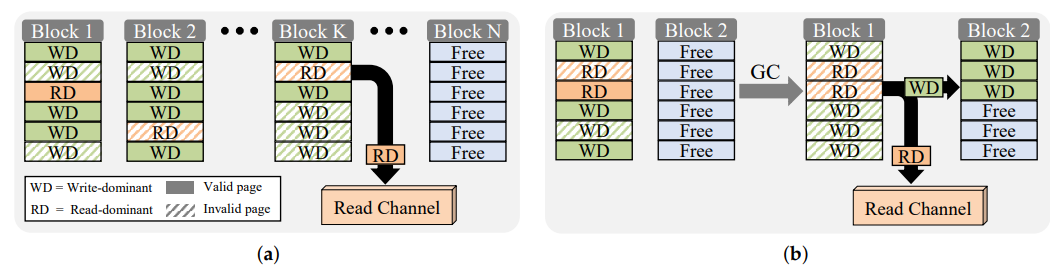 Block 1
WD
WD
RD
WD
WD
WD
Block 2
WD
WD
WD
WD
RD
WD
Block K
WD
RD
WD
WD
WD
WD
Block N
Free
Free
Free
Free
Free
Free
RD
Read Channel
WD = Write-dominant
RD = Read-dominant
Valid page
Invalid page
(a)
Block 1
WD
RD
RD
WD
WD
WD
Block 2
Free
Free
Free
Free
Free
Free
GC
Block 1
WD
RD
RD
WD
WD
WD
WD
RD
Block 2
WD
WD
WD
Free
Free
Free
Read Channel
(b)